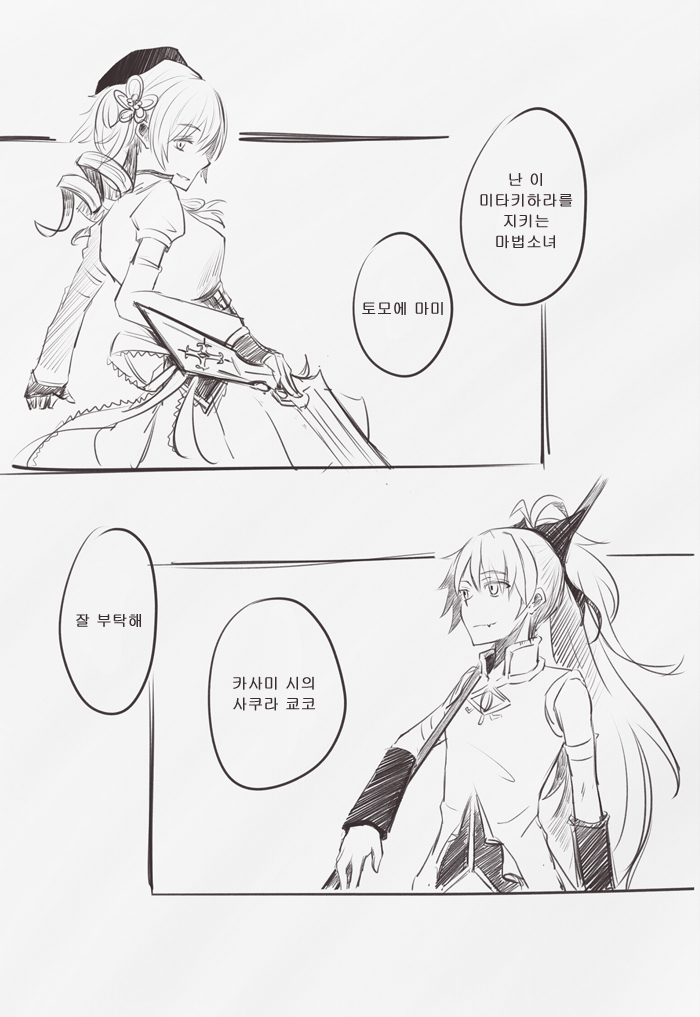 난 이
미타키하라를
지키는
마법소녀
토모에 마미
카사미 시의
사쿠라 쿄코
잘 부탁해